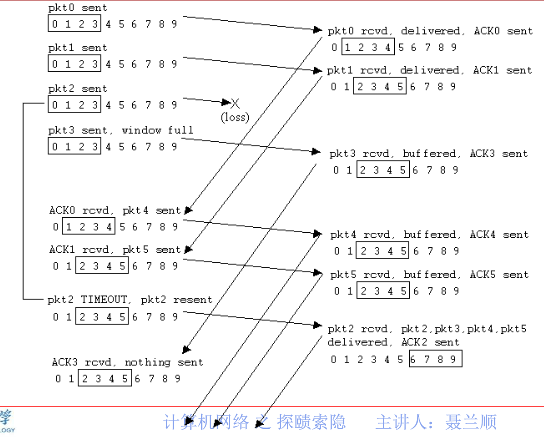 pkt0 sent
0 1 2 3 4 5 6 7 8 9
pkt0 rcvd, delivered, ACK0 sent
0 1 2 3 4 5 6 7 8 9
pkt1 sent
0 1 2 3 4 5 6 7 8 9
pkt1 rcvd, delivered, ACK1 sent
0 1 2 3 4 5 6 7 8 9
pkt2 sent
0 1 2 3 4 5 6 7 8 9
X
(loss)
pkt3 sent, window full
0 1 2 3 4 5 6 7 8 9
pkt3 rcvd, buffered, ACK3 sent
0 1 2 3 4 5 6 7 8 9
ACK0 rcvd, pkt4 sent
0 1 2 3 4 5 6 7 8 9
pkt4 rcvd, buffered, ACK4 sent
0 1 2 3 4 5 6 7 8 9
ACK1 rcvd, pkt5 sent
0 1 2 3 4 5 6 7 8 9
pkt5 rcvd, buffered, ACK5 sent
0 1 2 3 4 5 6 7 8 9
pkt2 TIMEOUT, pkt2 resent
0 1 2 3 4 5 6 7 8 9
pkt2 rcvd, pkt2,pkt3,pkt4,pkt5
delivered, ACK2 sent
0 1 2 3 4 5 6 7 8 9
ACK3 rcvd, nothing sent
0 1 2 3 4 5 6 7 8 9
计算机网络 之 探赜索隐 主讲人：聂兰顺